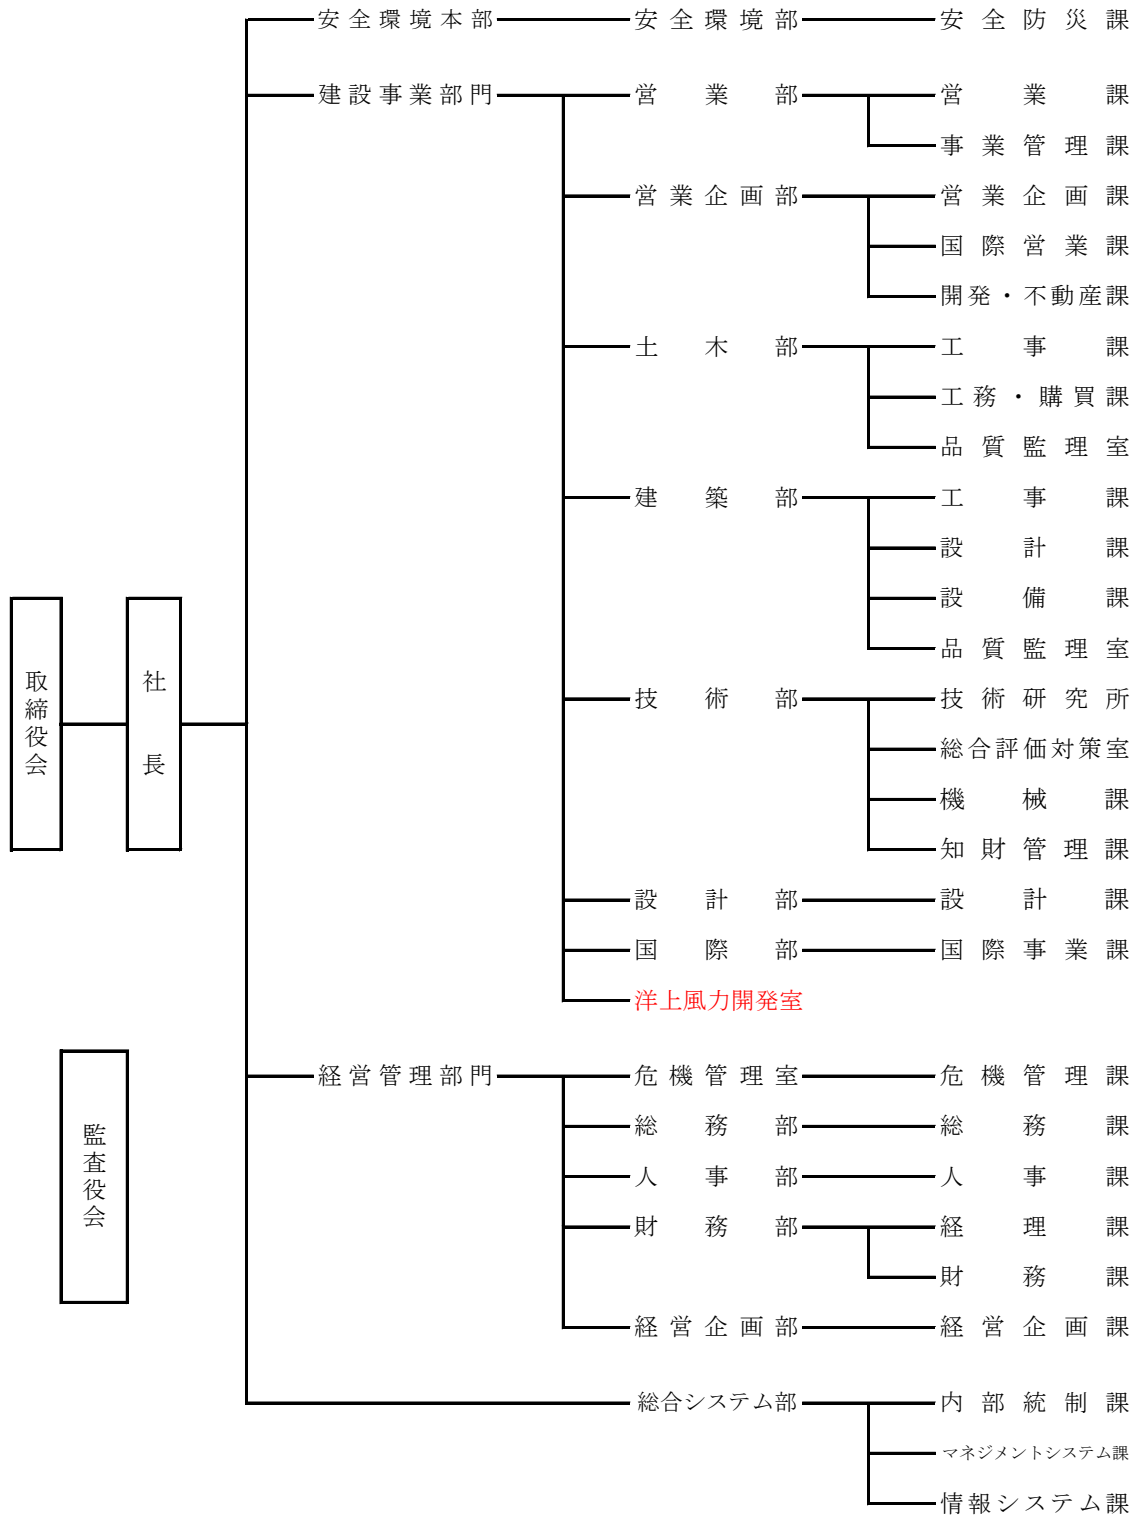 安全環境本部 安全環境部 安全防災課
建設事業部門 営業部 営業課
事業管理課
営業企画部 営業企画課
国際営業課
開発・不動産課
土木部 工事課
工務・購買課
品質監理室
建築部 工事課
設計課
設備課
品質監理室
取締役会
社長
技術部 技術研究所
総合評価対策室
機械課
知財管理課
設計部 設計課
国際部 国際事業課
洋上風力開発室
経営管理部門 危機管理室 危機管理課
総務部 総務課
監査役会
人事部 人事課
財務部 経理課
財務課
経営企画部 経営企画課
総合システム部 内部統制課
マネジメントシステム課
情報システム課